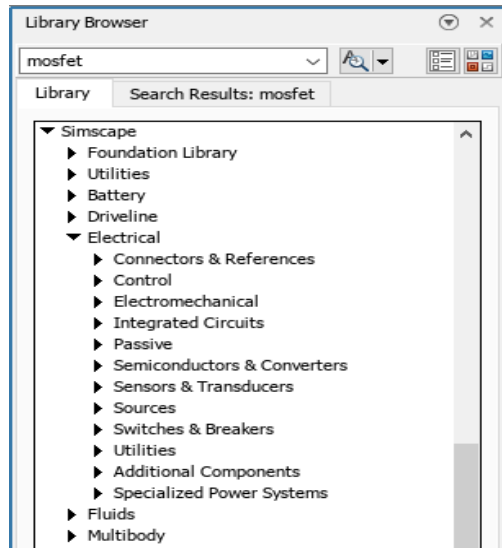 Library Browser
mosfet
Library Search Results: mosfet
Simscape
Foundation Library
Utilities
Battery
Driveline
Electrical
Connectors & References
Control
Electromechanical
Integrated Circuits
Passive
Semiconductors & Converters
Sensors & Transducers
Sources
Switches & Breakers
Utilities
Additional Components
Specialized Power Systems
Fluids
Multibody